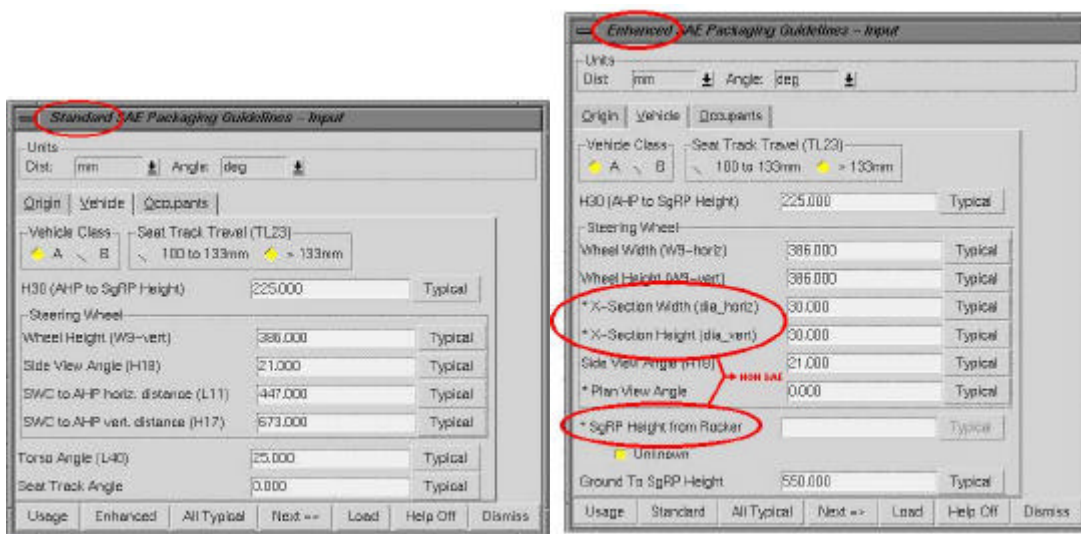 Standard SAE Packaging Guidelines – Input
Units
Dist: mm Angle: deg
Origin Vehicle Occupants
Vehicle Class Seat Track Travel (TL23)
A B 100 to 133mm > 133mm
H30 (AHP to SgRP Height) 225.000 Typical
Steering Wheel
Wheel Height (W9-vert) 386.000 Typical
Side View Angle (H18) 21.000 Typical
SWC to AHP horiz. distance (L11) 447.000 Typical
SWC to AHP vert. distance (H17) 673.000 Typical
Torso Angle (L40) 25.000 Typical
Seat Track Angle 0.000 Typical
Usage Enhanced All Typical Next => Load Help Off Dismiss
Enhanced SAE Packaging Guidelines – Input
Units
Dist: mm Angle: deg
Origin Vehicle Occupants
Vehicle Class Seat Track Travel (TL23)
A B 100 to 133mm > 133mm
H30 (AHP to SgRP Height) 225.000 Typical
Steering Wheel
Wheel Width (W9-horiz) 386.000 Typical
Wheel Height (W9-vert) 386.000 Typical
* X-Section Width (dia_horiz) 30.000 Typical
* X-Section Height (dia_vert) 30.000 Typical
Side View Angle (H18) 21.000 Typical
NON SAE
* Plan View Angle 0.000 Typical
* SgRP Height from Rocker Typical
Unknown
Ground To SgRP Height 550.000 Typical
Usage Standard All Typical Next => Load Help Off Dismiss